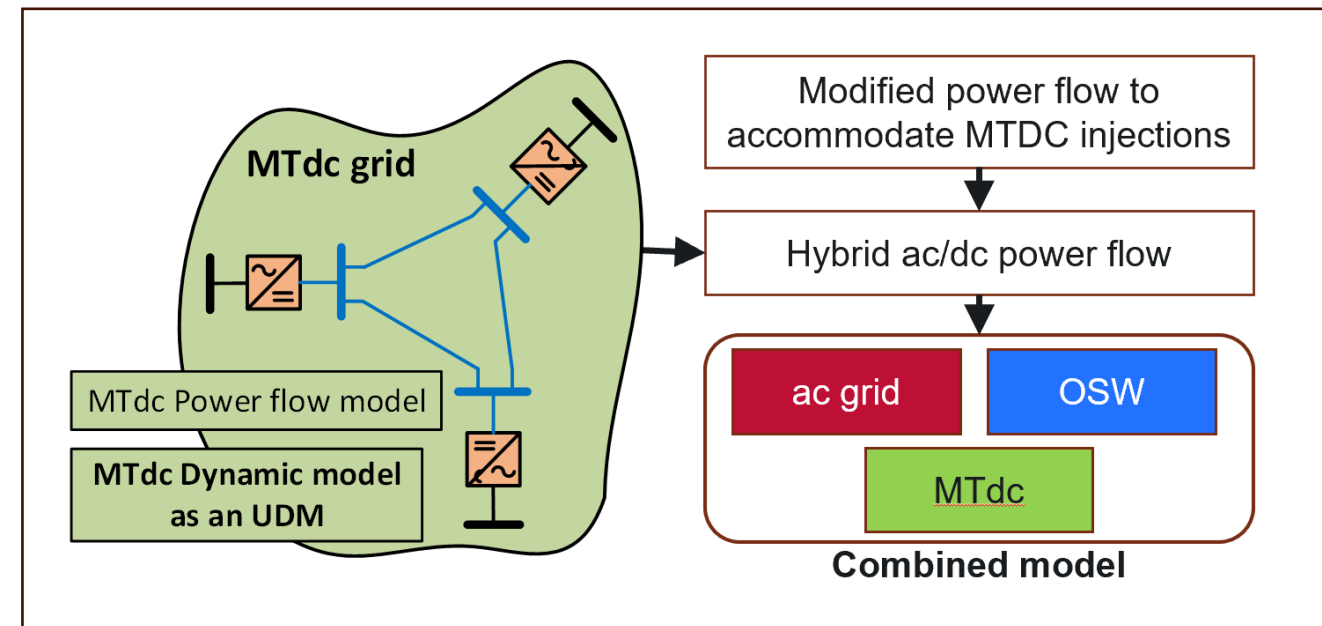 MTdc grid
MTdc Power flow model
MTdc Dynamic model
as an UDM
Modified power flow to
accommodate MTDC injections
Hybrid ac/dc power flow
ac grid
OSW
MTdc
Combined model